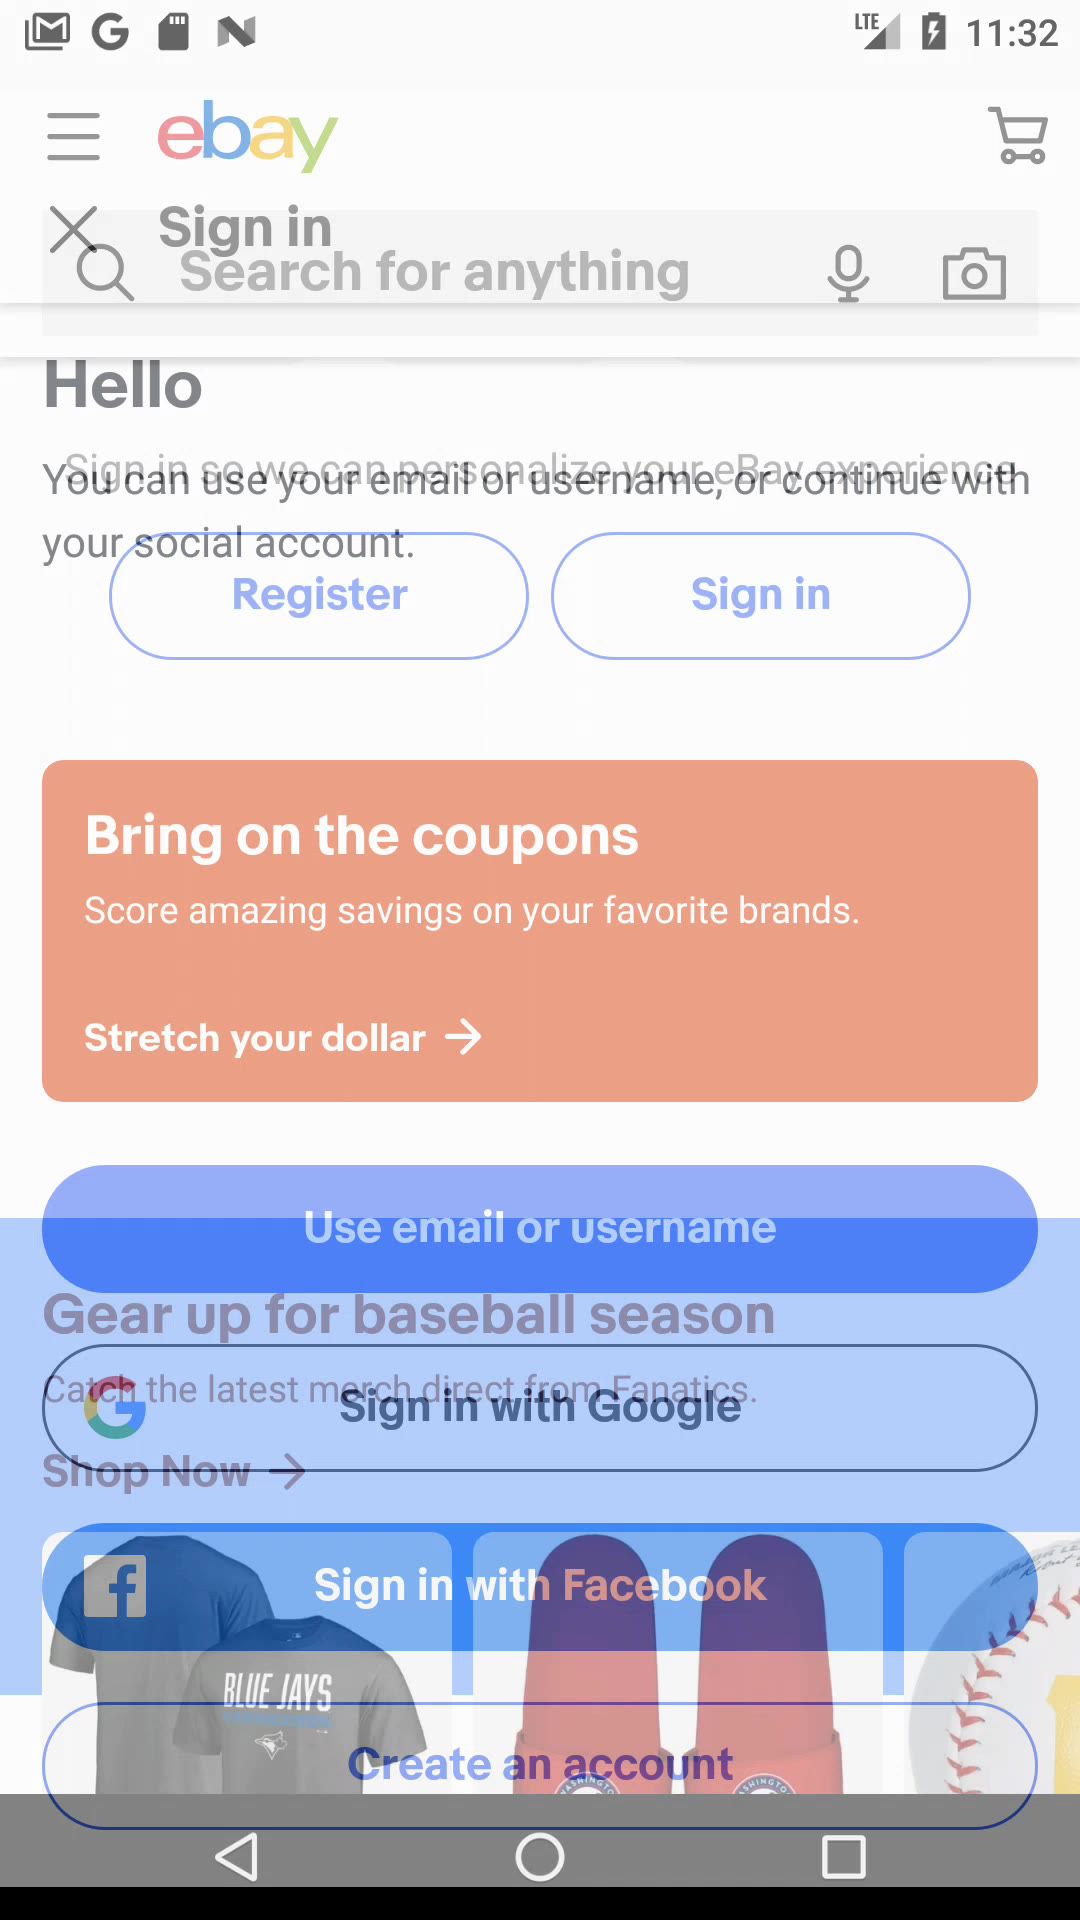 LTE 11:32
ebay
Sign in
Search for anything
Hello
Sign in so we can personalize your eBay experience
You can use your email or username, or continue with
your social account.
Register Sign in
Bring on the coupons
Score amazing savings on your favorite brands.
Stretch your dollar
Use email or username
Gear up for baseball season
Catch the latest merch direct from Fanatics.
Sign in with Google
Shop Now
Sign in with Facebook
BLUE JAYS
Create an account